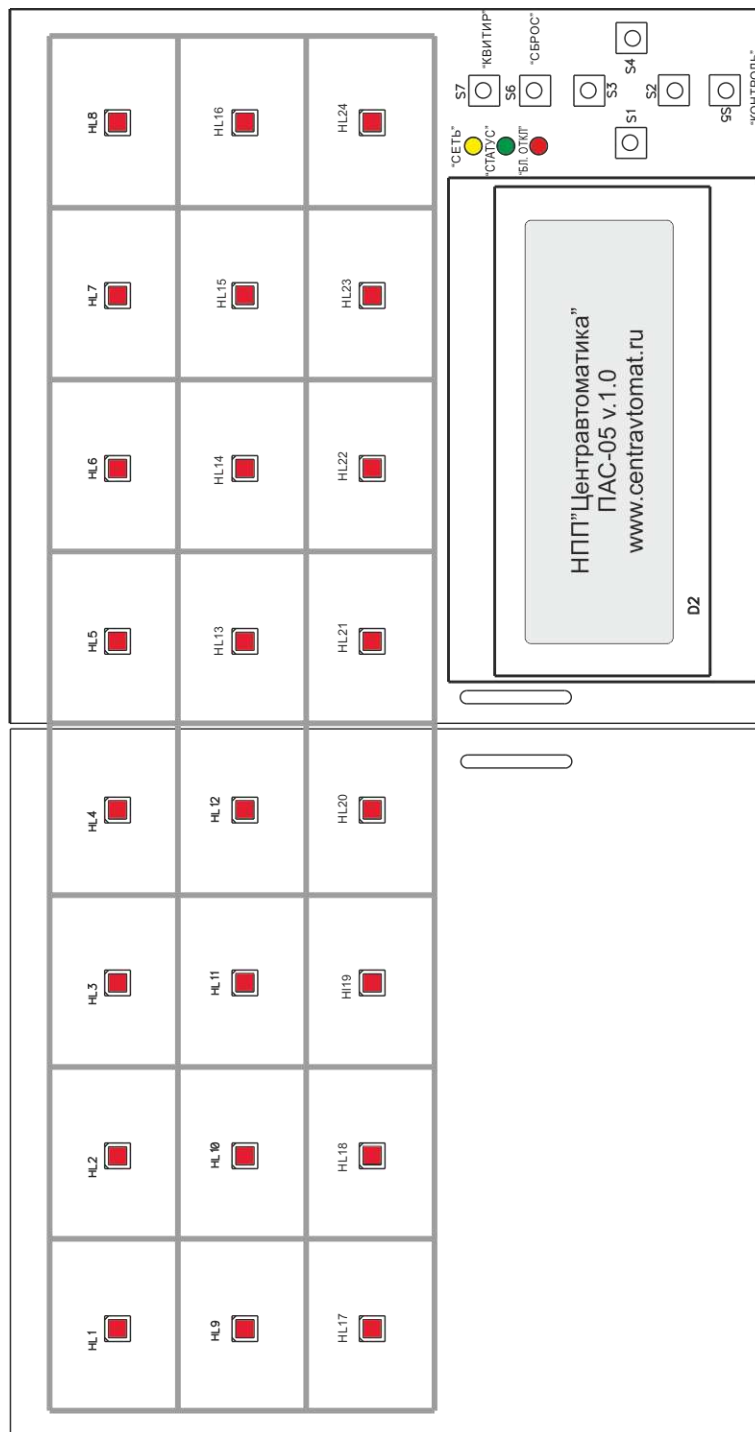 HL1
HL2
HL3
HL4
HL5
HL6
HL7
HL8
HL9
HL10
HL11
HL12
HL13
HL14
HL15
HL16
HL17
HL18
Hl19
HL20
HL21
HL22
HL23
HL24
"СЕТЬ"
"СТАТУС"
"БЛ. ОТКЛ"
S7
"КВИТИР"
S6
"СБРОС"
S3
S4
S1
S2
S5
"КОНТРОЛЬ"
НПП"Центравтоматика"
ПАС-05 v.1.0
www.centravtomat.ru
D2